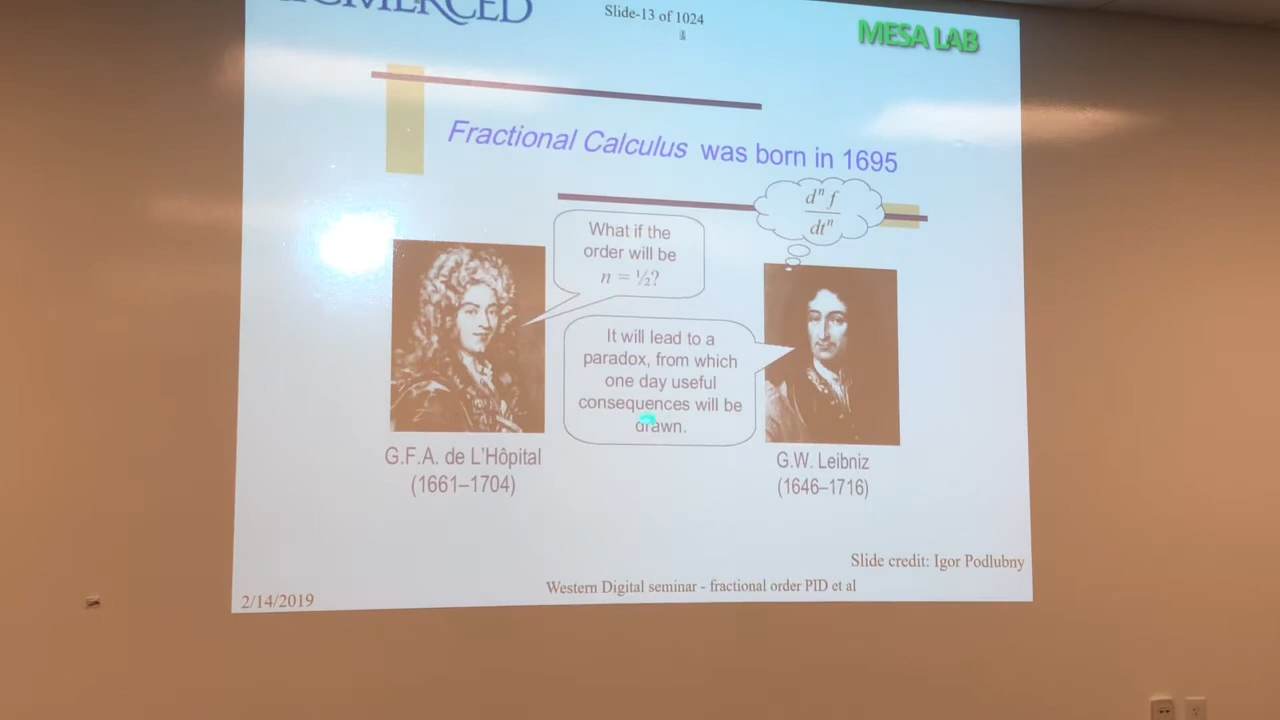 Slide-13 of 1024
MESA LAB
Fractional Calculus was born in 1695
dⁿ f
dtⁿ
What if the
order will be
n = ½?
It will lead to a
paradox, from which
one day useful
consequences will be
drawn.
G.F.A. de L'Hôpital
(1661–1704)
G.W. Leibniz
(1646–1716)
Slide credit: Igor Podlubny
Western Digital seminar - fractional order PID et al
2/14/2019